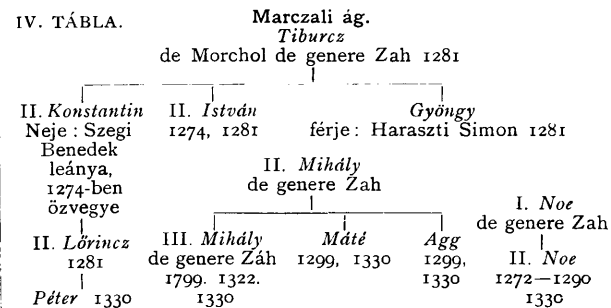 IV. TÁBLA.
Marczali ág.
Tiburcz
de Morchol de genere Zah 1281
II. Konstantin
Neje : Szegi
Benedek
leánya,
1274-ben
özvegye
II. Lőrincz
1281
Péter 1330
II. István
1274, 1281
Gyöngy
férje : Haraszti Simon 1281
II. Mihály
de genere Zah
III. Mihály
de genere Záh
1799. 1322.
1330
Máté
1299, 1330
Agg
1299,
1330
I. Noe
de genere Zah
II. Noe
1272—1290
1330